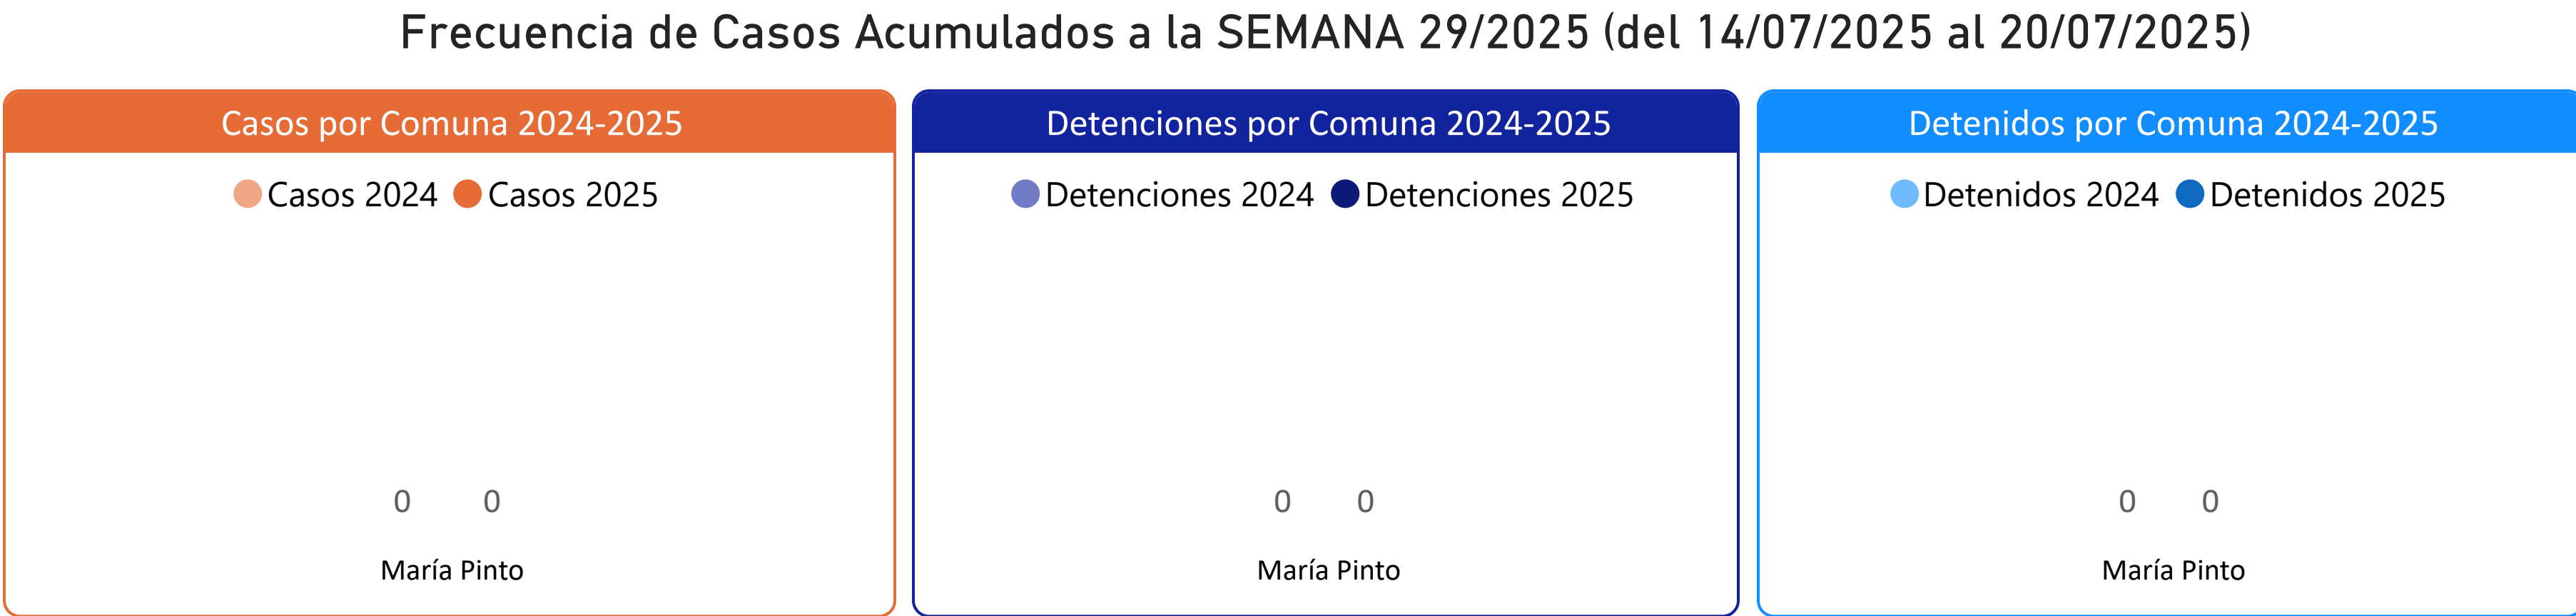 Frecuencia de Casos Acumulados a la SEMANA 29/2025 (del 14/07/2025 al 20/07/2025)
Casos por Comuna 2024-2025
Casos 2024 Casos 2025
0 0
María Pinto
Detenciones por Comuna 2024-2025
Detenciones 2024 Detenciones 2025
0 0
María Pinto
Detenidos por Comuna 2024-2025
Detenidos 2024 Detenidos 2025
0 0
María Pinto